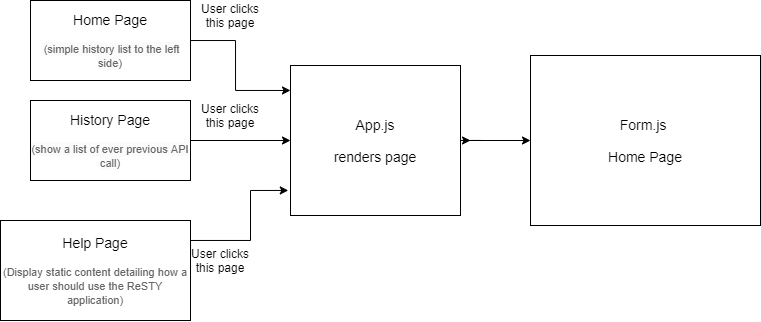 Home Page
(simple history list to the left
side)
User clicks
this page
History Page
(show a list of ever previous API
call)
User clicks
this page
Help Page
(Display static content detailing how a
user should use the ReSTY
application)
User clicks
this page
App.js
renders page
Form.js
Home Page